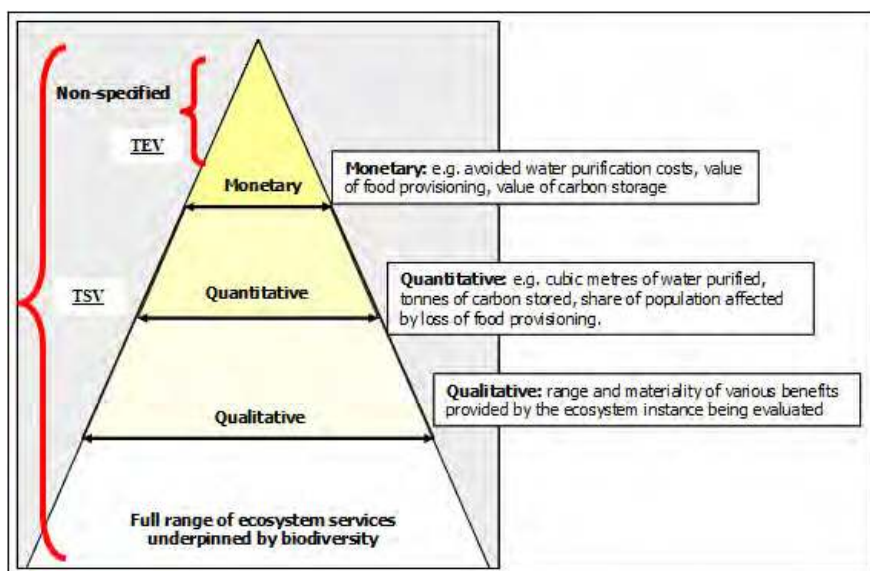 Non-specified
TEV
Monetary
Monetary: e.g. avoided water purification costs, value
of food provisioning, value of carbon storage
TSV
Quantitative
Quantitative: e.g. cubic metres of water purified,
tonnes of carbon stored, share of population affected
by loss of food provisioning.
Qualitative
Qualitative: range and materiality of various benefits
provided by the ecosystem instance being evaluated
Full range of ecosystem services
underpinned by biodiversity